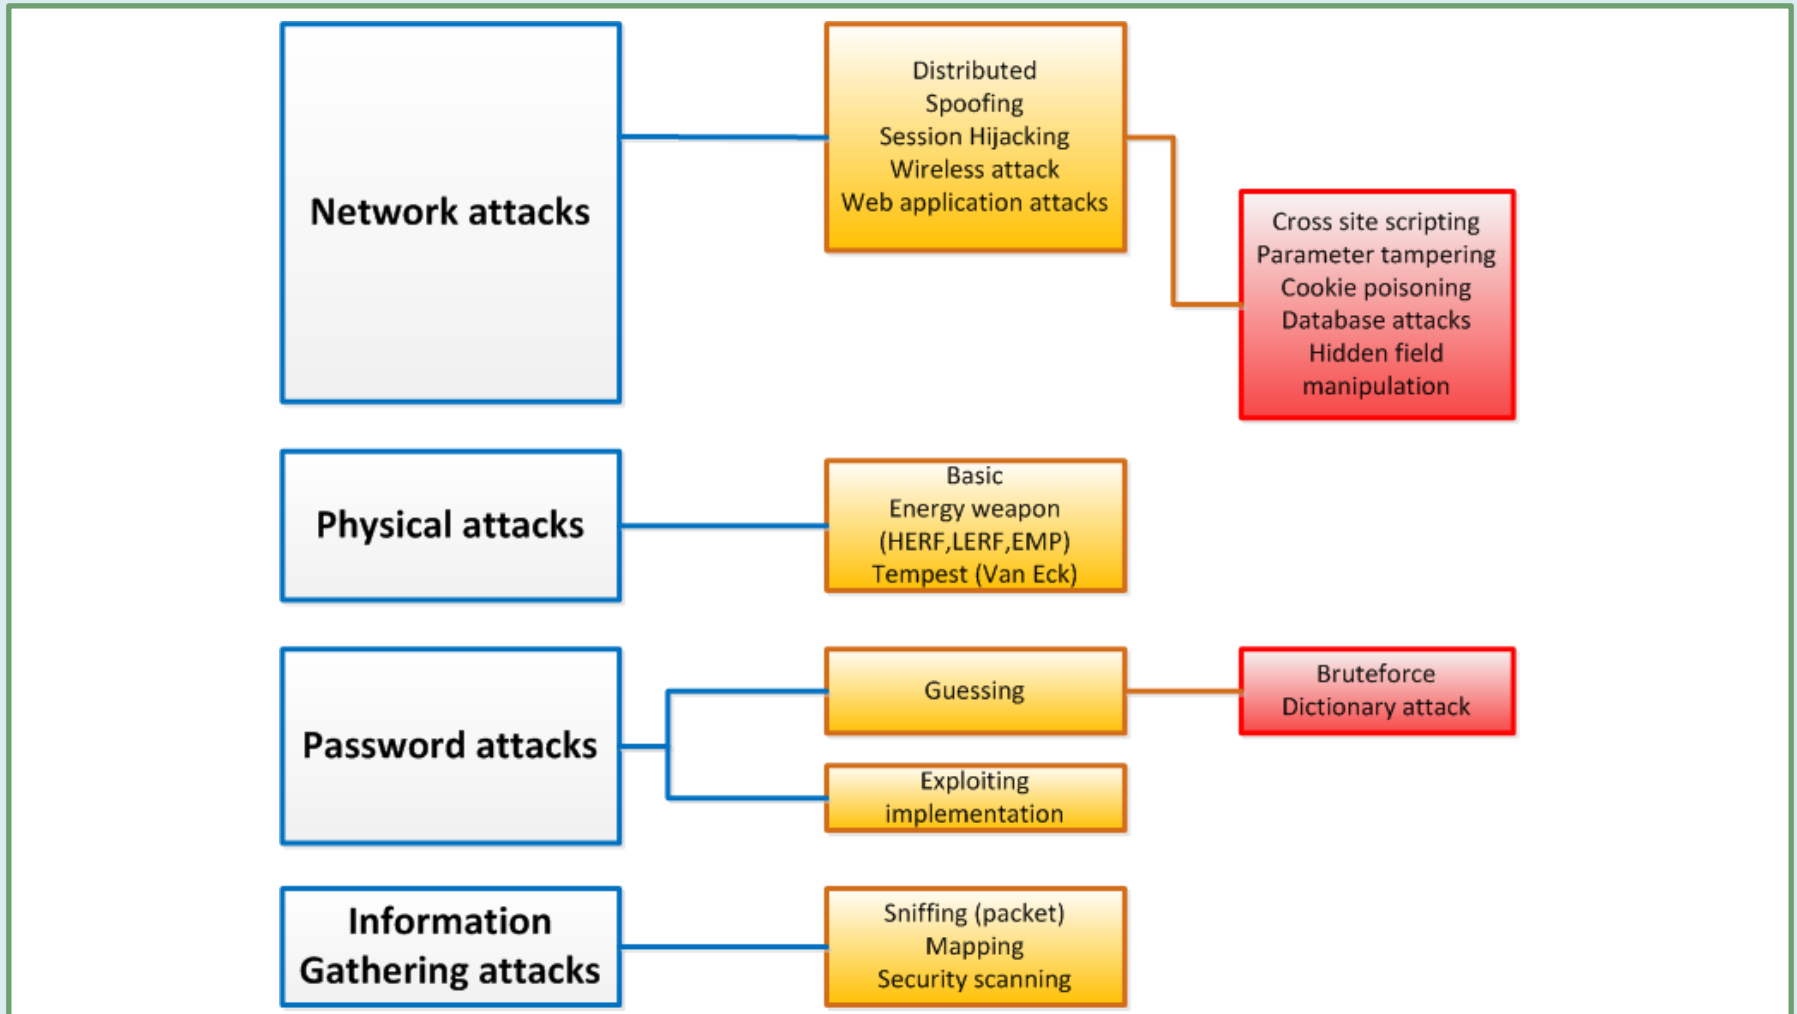 Network attacks
Distributed
Spoofing
Session Hijacking
Wireless attack
Web application attacks
Cross site scripting
Parameter tampering
Cookie poisoning
Database attacks
Hidden field
manipulation
Physical attacks
Basic
Energy weapon
(HERF,LERF,EMP)
Tempest (Van Eck)
Password attacks
Guessing
Bruteforce
Dictionary attack
Exploiting
implementation
Information
Gathering attacks
Sniffing (packet)
Mapping
Security scanning